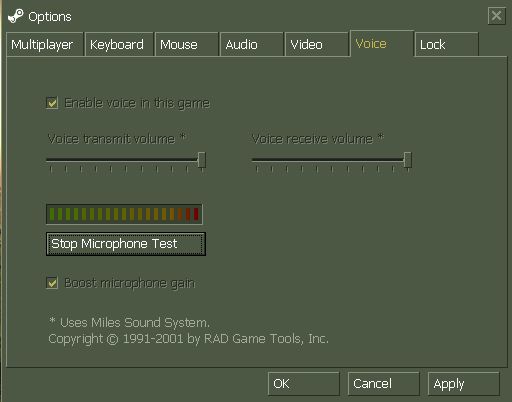 Options
Multiplayer Keyboard Mouse Audio Video Voice Lock
Enable voice in this game
Voice transmit volume * Voice receive volume *
Stop Microphone Test
Boost microphone gain
* Uses Miles Sound System.
Copyright © 1991-2001 by RAD Game Tools, Inc.
OK Cancel Apply